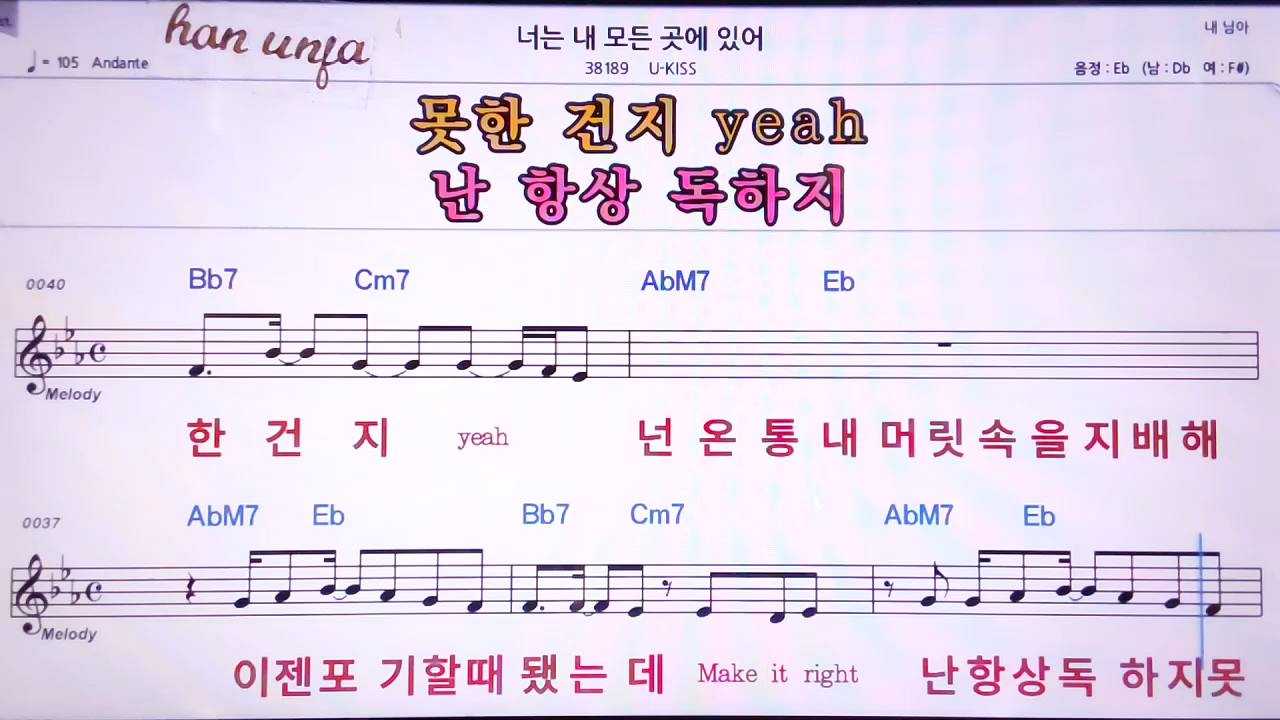 han unfa
너는 내 모든 곳에 있어
내 님아
♩= 105 Andante
38189 U-KISS
음정 : Eb (남 : Db 여 : F#)
못한 건지 yeah
난 항상 독하지
0040 Bb7 Cm7 AbM7 Eb
Melody
한 건 지 yeah 넌 온 통 내 머 릿 속 을 지 배 해
0037 AbM7 Eb Bb7 Cm7 AbM7 Eb
Melody
이젠포 기할때 됐는데 Make it right 난항상독 하지못